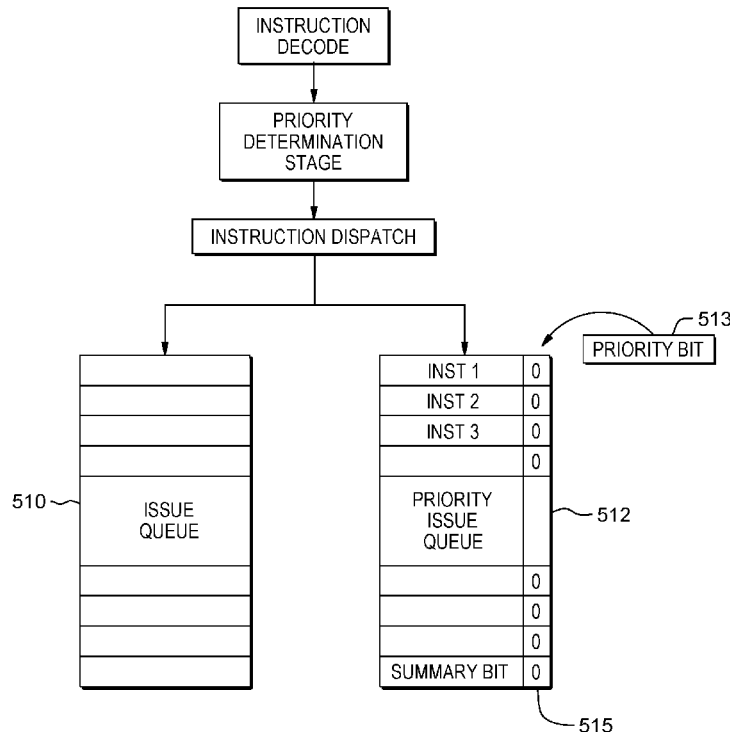 INSTRUCTION
DECODE
PRIORITY
DETERMINATION
STAGE
INSTRUCTION DISPATCH
513
PRIORITY BIT
INST 1 0
INST 2 0
INST 3 0
0
510
ISSUE
QUEUE
PRIORITY
ISSUE
QUEUE
512
0
0
0
SUMMARY BIT 0
515